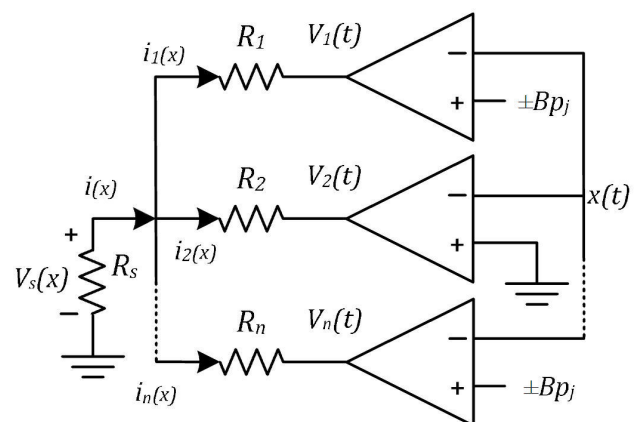 i1(x) R1 V1(t)
−
+ ±Bpj
i(x) R2 V2(t)
− x(t)
+ i2(x) +
Vs(x) Rs
−
Rn Vn(t)
−
in(x) + ±Bpj